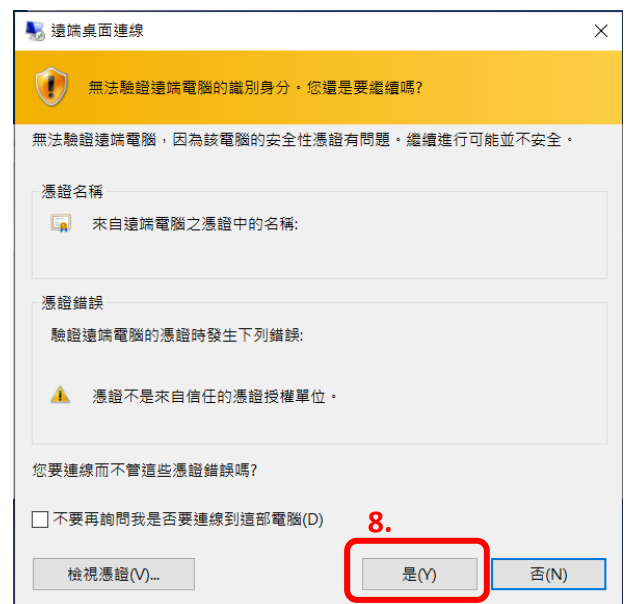 遠端桌面連線
無法驗證遠端電腦的識別身分。您還是要繼續嗎?
無法驗證遠端電腦，因為該電腦的安全性憑證有問題。繼續進行可能並不安全。
憑證名稱
來自遠端電腦之憑證中的名稱:
憑證錯誤
驗證遠端電腦的憑證時發生下列錯誤:
憑證不是來自信任的憑證授權單位。
您要連線而不管這些憑證錯誤嗎?
不要再詢問我是否要連線到這部電腦(D)
8.
檢視憑證(V)... 是(Y) 否(N)